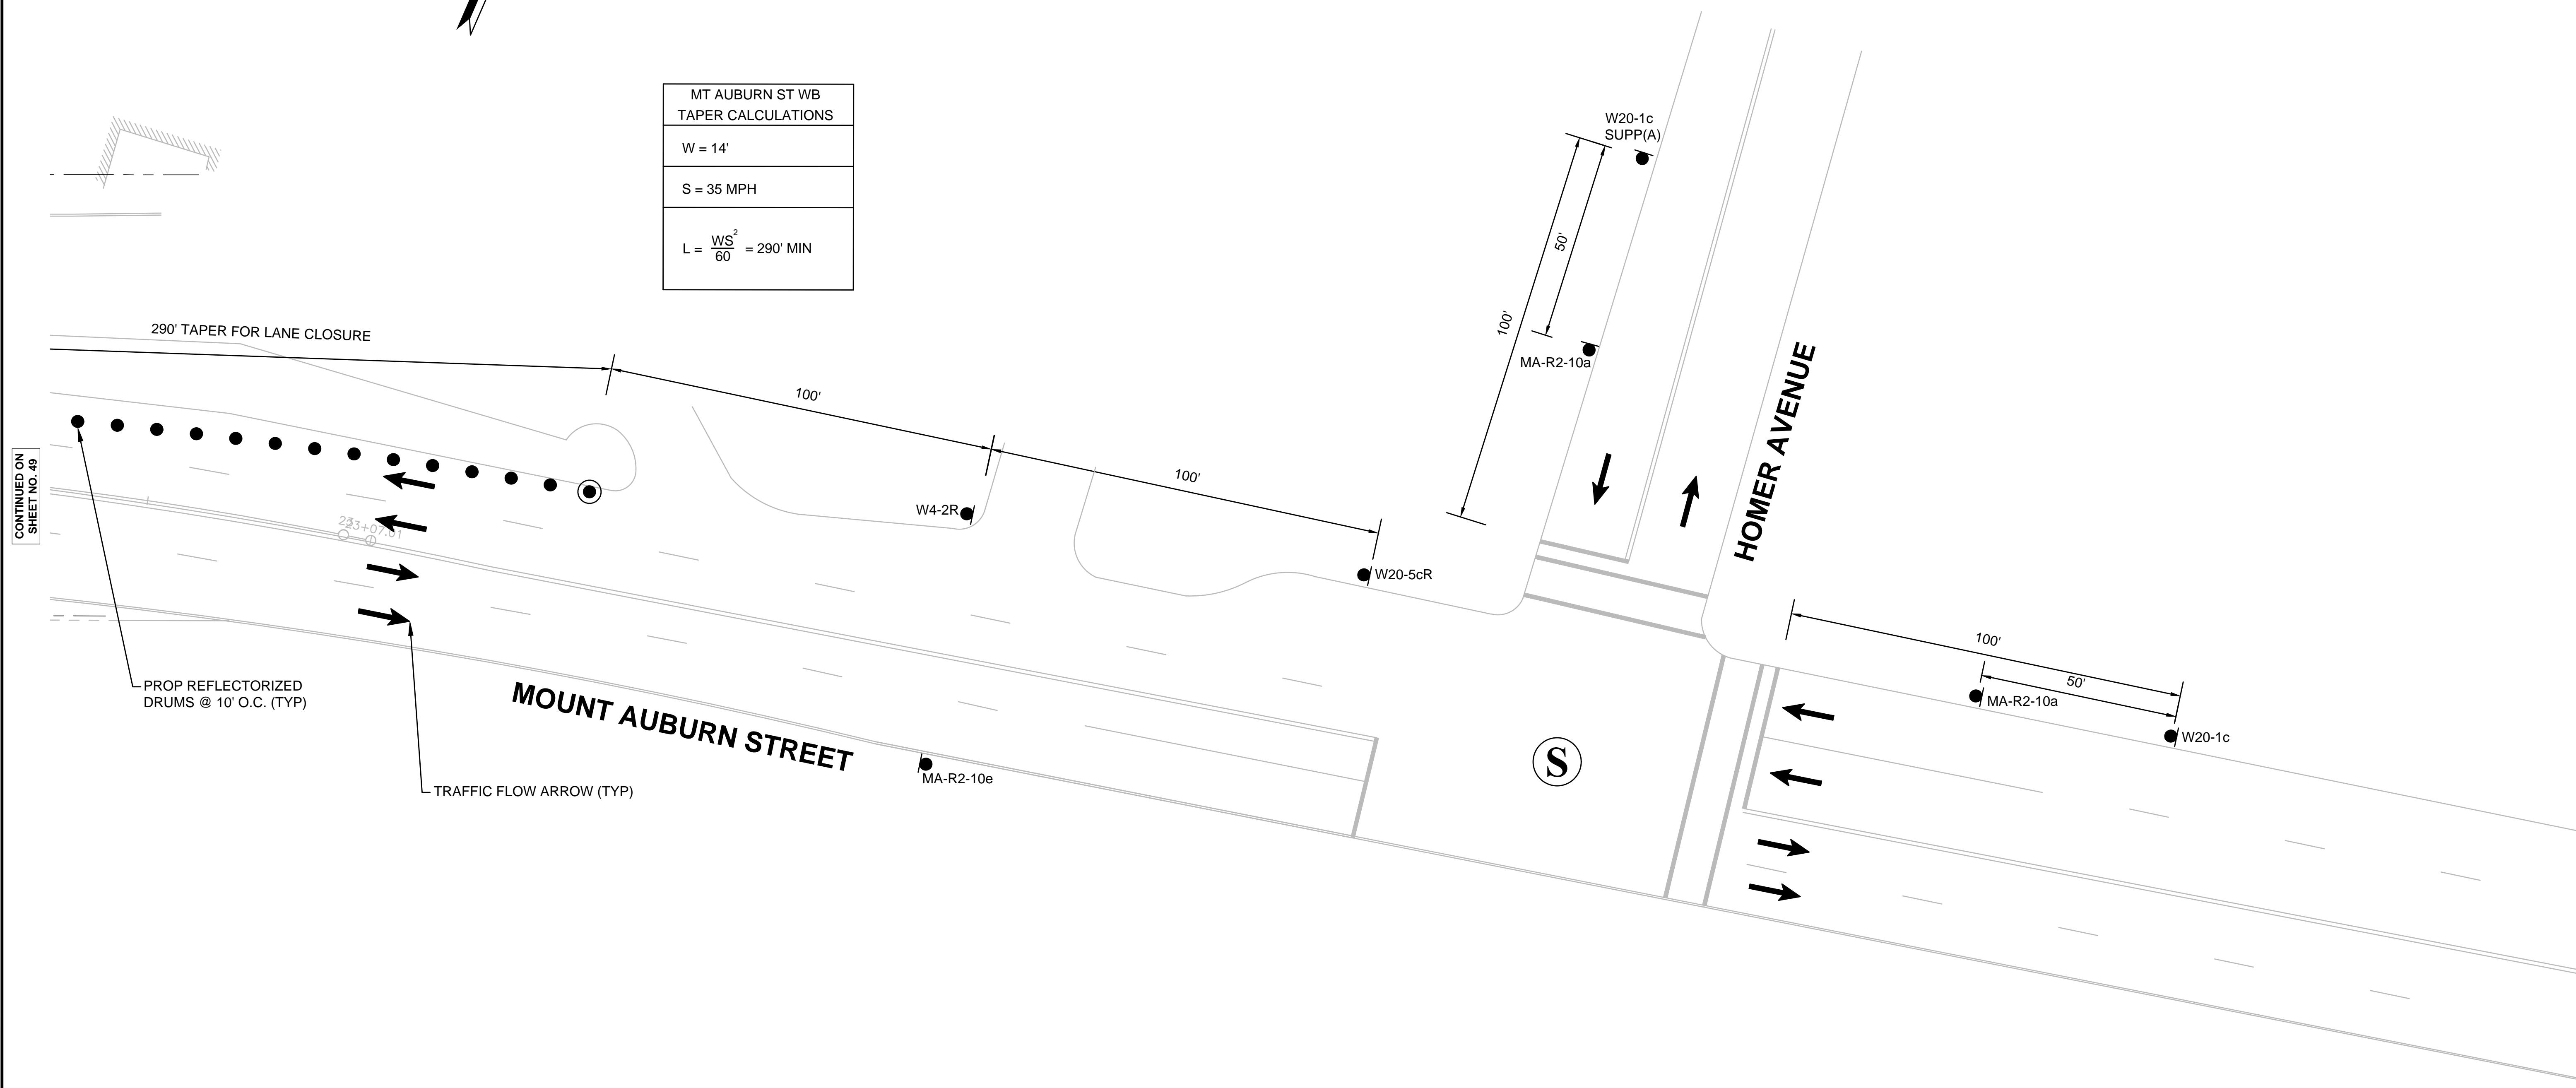 MT AUBURN ST WB
TAPER CALCULATIONS
W = 14'
S = 35 MPH
L = WS²/60 = 290' MIN
W20-1c
SUPP(A)
50'
100'
MA-R2-10a
290' TAPER FOR LANE CLOSURE
100'
100'
HOMER AVENUE
CONTINUED ON
SHEET NO. 49
W4-2R
W20-5cR
23+07.01
100'
50'
MA-R2-10a
W20-1c
PROP REFLECTORIZED
DRUMS @ 10' O.C. (TYP)
MOUNT AUBURN STREET
MA-R2-10e
TRAFFIC FLOW ARROW (TYP)
S